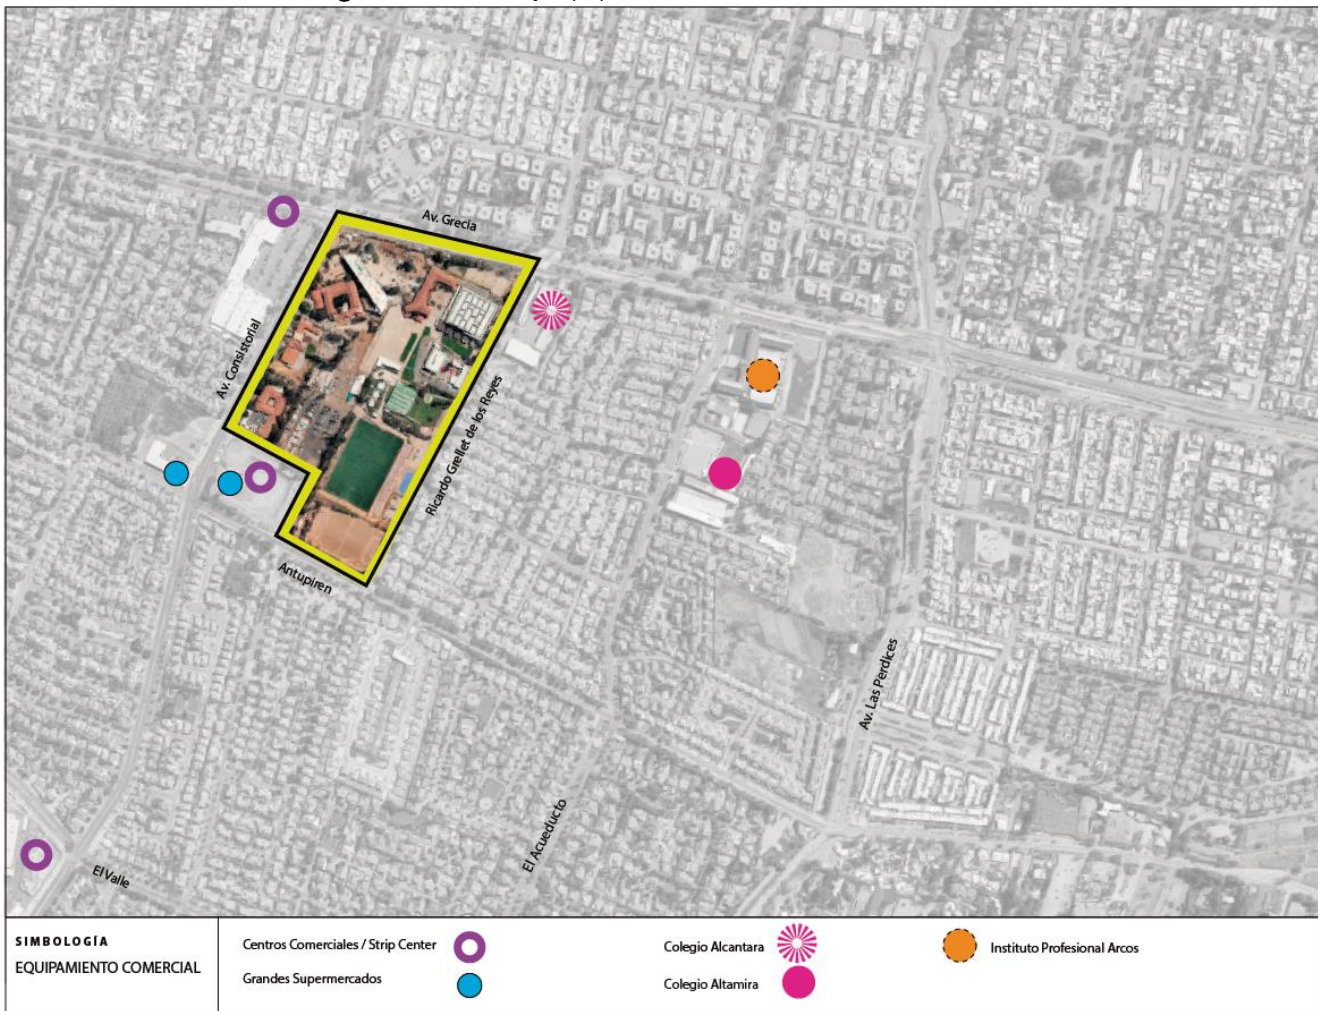 Av. Grecia
Av. Consistorial
Ricardo Grellet de los Reyes
Antupiren
Av. Las Perdices
El Acueducto
El Valle
SIMBOLOGÍA
EQUIPAMIENTO COMERCIAL
Centros Comerciales / Strip Center
Grandes Supermercados
Colegio Alcantara
Colegio Altamira
Instituto Profesional Arcos